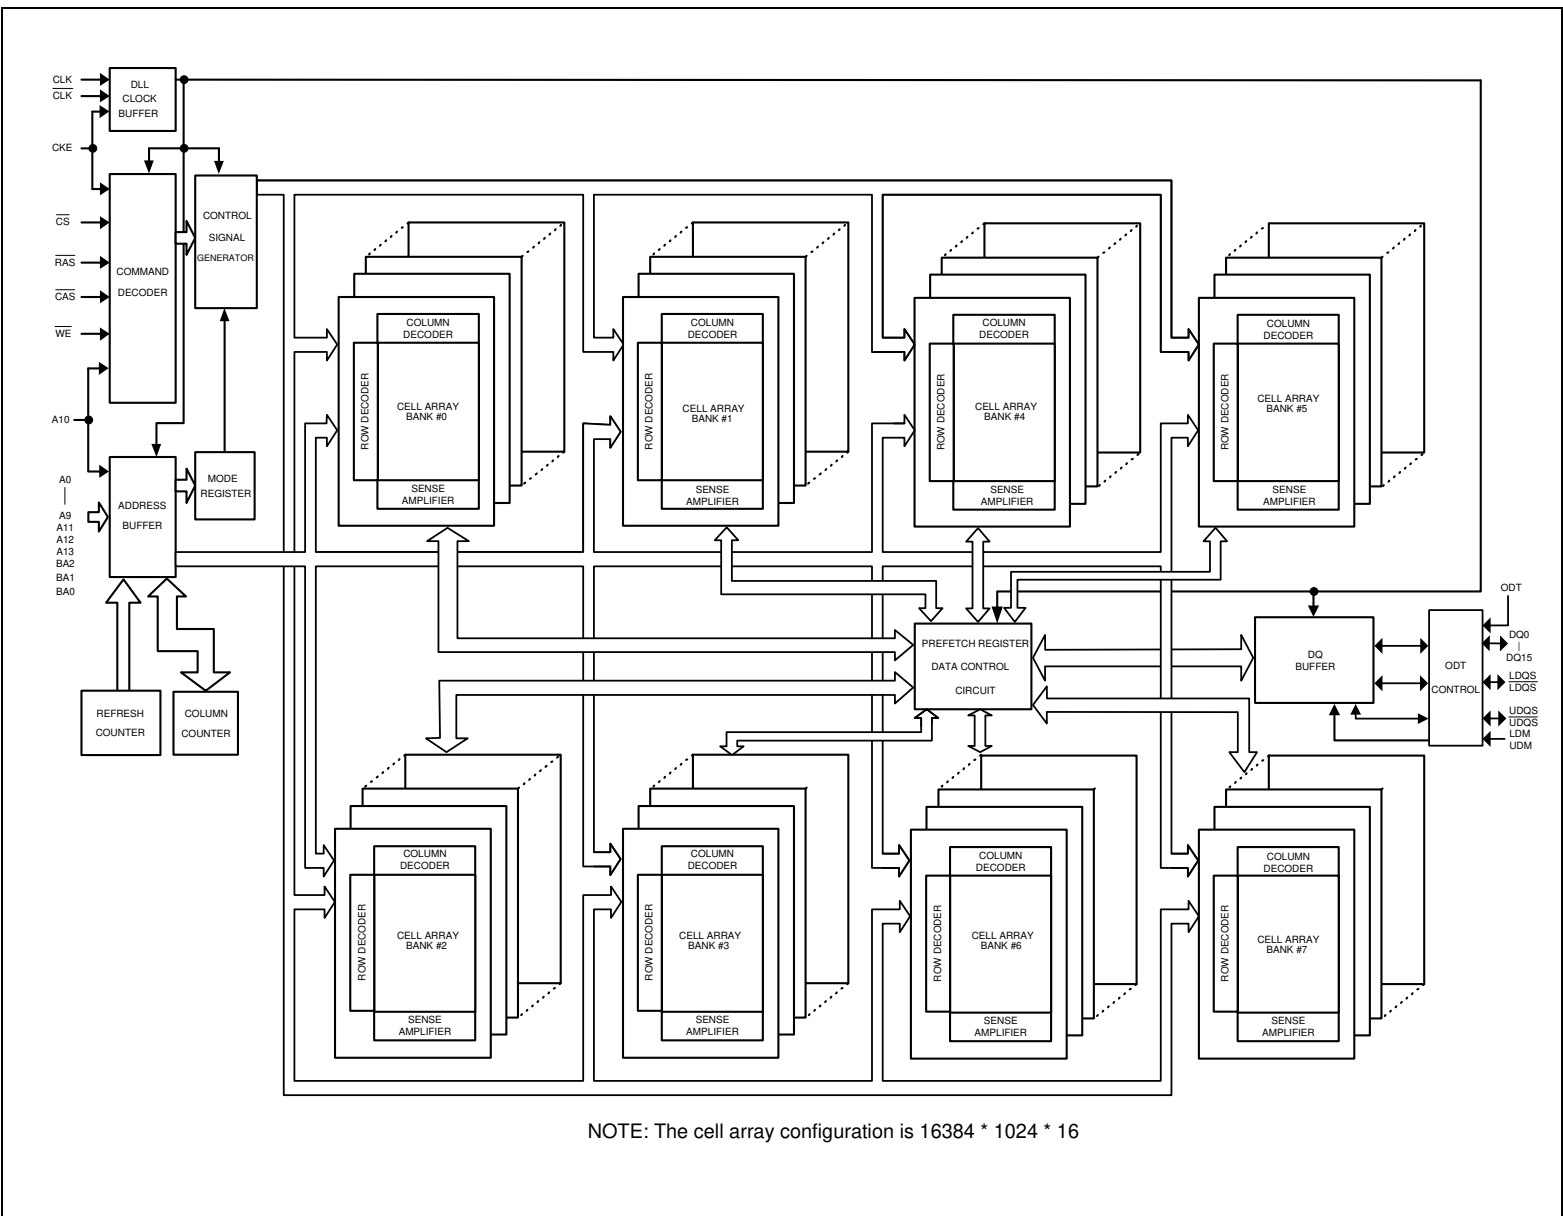 CLK
CLK
CKE
CS
RAS
CAS
WE
A10
A0
A9
A11
A12
A13
BA2
BA1
BA0
DLL
CLOCK
BUFFER
COMMAND
DECODER
CONTROL
SIGNAL
GENERATOR
ADDRESS
BUFFER
MODE
REGISTER
REFRESH
COUNTER
COLUMN
COUNTER
COLUMN
DECODER
ROW DECODER
CELL ARRAY
BANK #0
SENSE
AMPLIFIER
COLUMN
DECODER
ROW DECODER
CELL ARRAY
BANK #1
SENSE
AMPLIFIER
COLUMN
DECODER
ROW DECODER
CELL ARRAY
BANK #4
SENSE
AMPLIFIER
COLUMN
DECODER
ROW DECODER
CELL ARRAY
BANK #5
SENSE
AMPLIFIER
PREFETCH REGISTER
DATA CONTROL
CIRCUIT
DQ
BUFFER
ODT
CONTROL
ODT
DQ0
DQ15
LDQS
LDQS
UDQS
UDQS
LDM
UDM
COLUMN
DECODER
ROW DECODER
CELL ARRAY
BANK #2
SENSE
AMPLIFIER
COLUMN
DECODER
ROW DECODER
CELL ARRAY
BANK #3
SENSE
AMPLIFIER
COLUMN
DECODER
ROW DECODER
CELL ARRAY
BANK #6
SENSE
AMPLIFIER
COLUMN
DECODER
ROW DECODER
CELL ARRAY
BANK #7
SENSE
AMPLIFIER
NOTE: The cell array configuration is 16384 * 1024 * 16